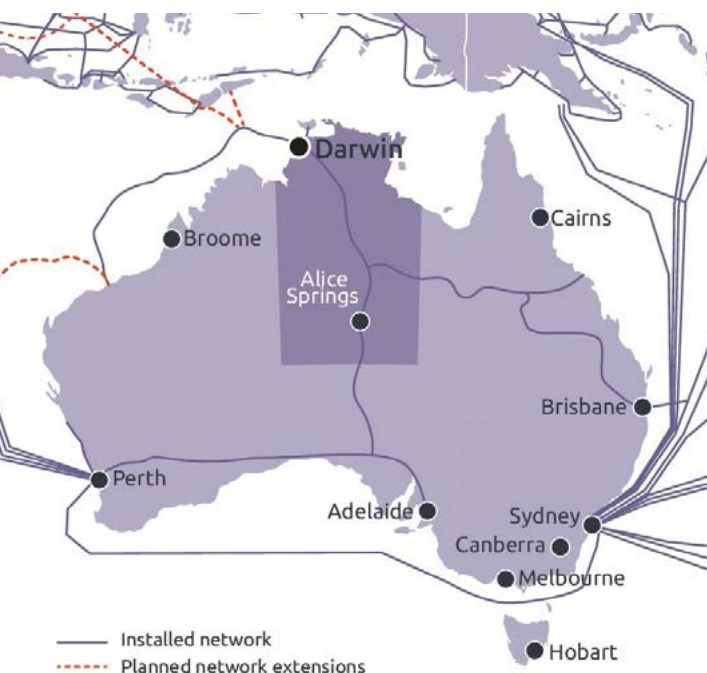 Darwin
Cairns
Broome
Alice
Springs
Brisbane
Perth
Adelaide
Sydney
Canberra
Melbourne
Hobart
Installed network
Planned network extensions